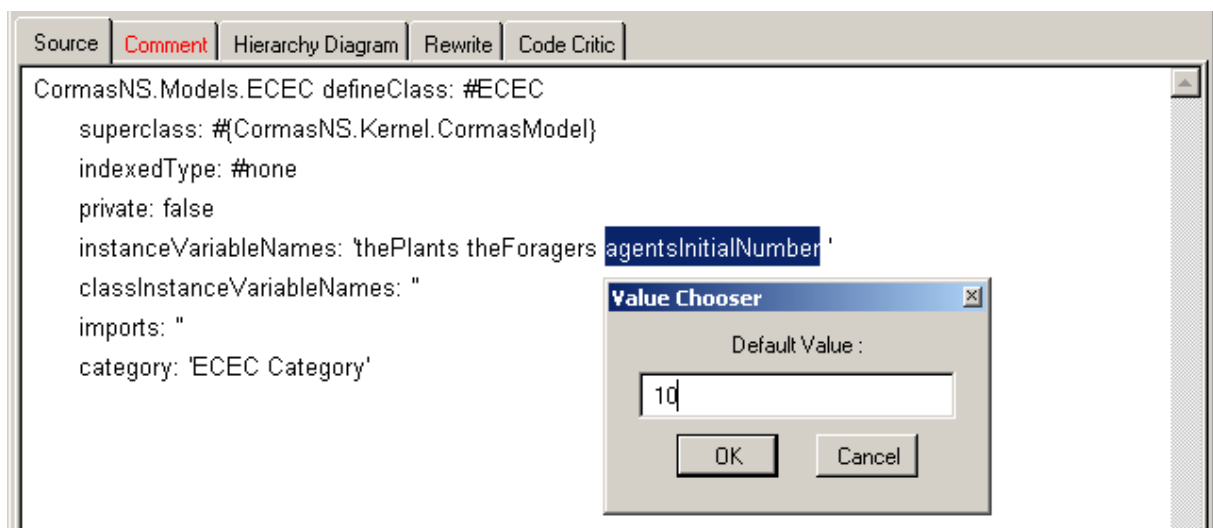 Source Comment Hierarchy Diagram Rewrite Code Critic
CormasNS.Models.ECEC defineClass: #ECEC
superclass: #{CormasNS.Kernel.CormasModel}
indexedType: #none
private: false
instanceVariableNames: 'thePlants theForagers agentsInitialNumber '
classInstanceVariableNames: ''
imports: ''
category: 'ECEC Category'
Value Chooser
Default Value :
10
OK Cancel